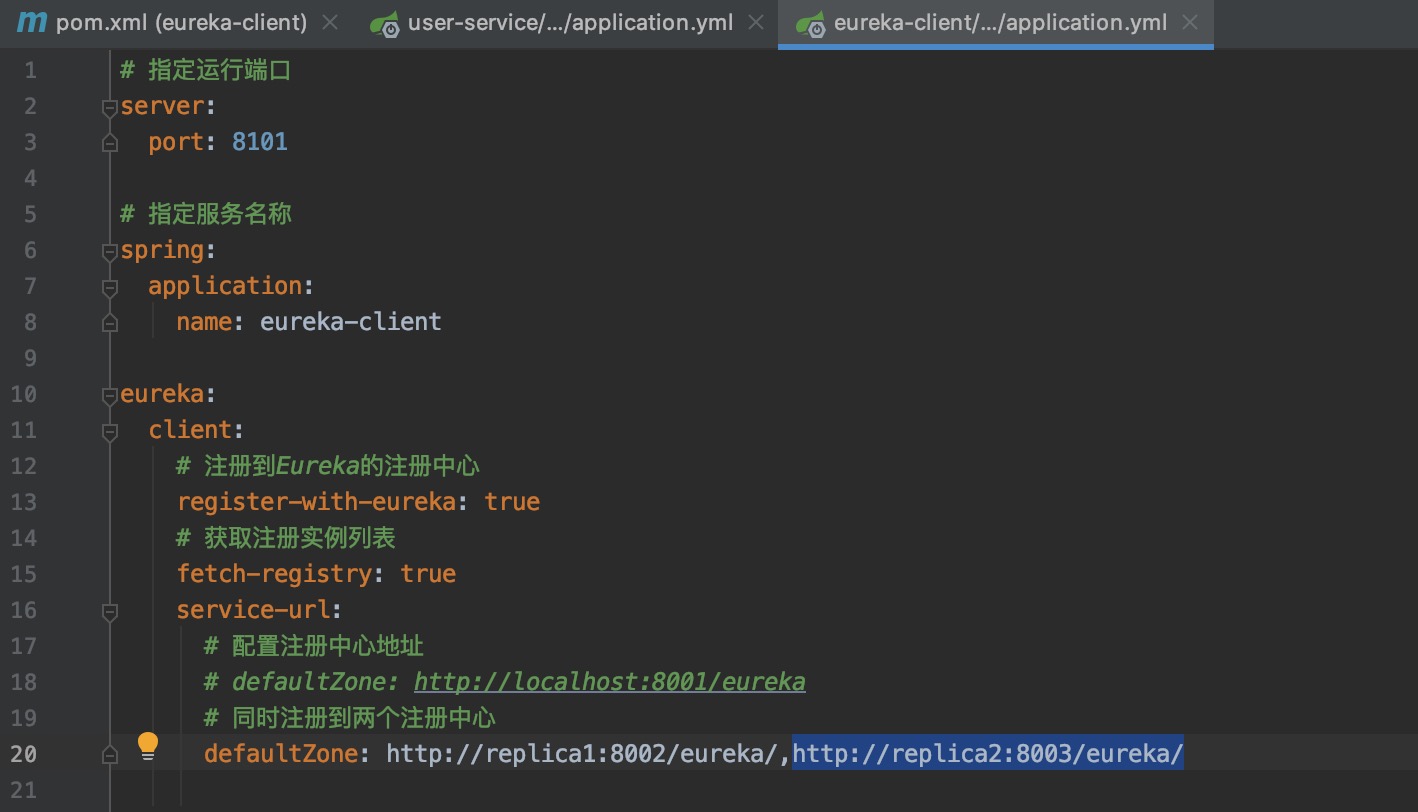 m pom.xml (eureka-client) × user-service/.../application.yml × eureka-client/.../application.yml ×
1 # 指定运行端口
2 server:
3   port: 8101
4
5 # 指定服务名称
6 spring:
7   application:
8     name: eureka-client
9
10 eureka:
11   client:
12     # 注册到Eureka的注册中心
13     register-with-eureka: true
14     # 获取注册实例列表
15     fetch-registry: true
16     service-url:
17       # 配置注册中心地址
18       # defaultZone: http://localhost:8001/eureka
19       # 同时注册到两个注册中心
20       defaultZone: http://replica1:8002/eureka/,http://replica2:8003/eureka/
21